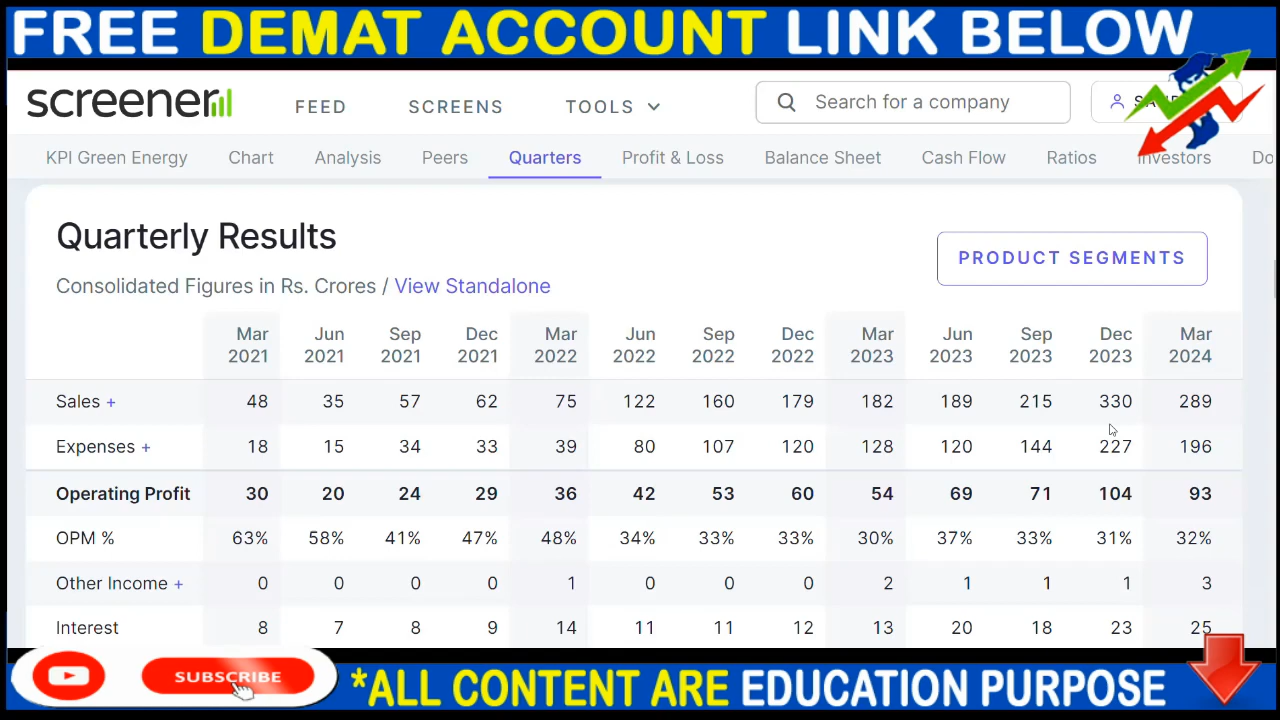 FREE DEMAT ACCOUNT LINK BELOW
screener
FEED SCREENS TOOLS
Search for a company
KPI Green Energy Chart Analysis Peers Quarters Profit & Loss Balance Sheet Cash Flow Ratios Investors
Quarterly Results
PRODUCT SEGMENTS
Consolidated Figures in Rs. Crores / View Standalone
Mar 2021 Jun 2021 Sep 2021 Dec 2021 Mar 2022 Jun 2022 Sep 2022 Dec 2022 Mar 2023 Jun 2023 Sep 2023 Dec 2023 Mar 2024
Sales + 48 35 57 62 75 122 160 179 182 189 215 330 289
Expenses + 18 15 34 33 39 80 107 120 128 120 144 227 196
Operating Profit 30 20 24 29 36 42 53 60 54 69 71 104 93
OPM % 63% 58% 41% 47% 48% 34% 33% 33% 30% 37% 33% 31% 32%
Other Income + 0 0 0 0 1 0 0 0 2 1 1 1 3
Interest 8 7 8 9 14 11 11 12 13 20 18 23 25
SUBSCRIBE
*ALL CONTENT ARE EDUCATION PURPOSE